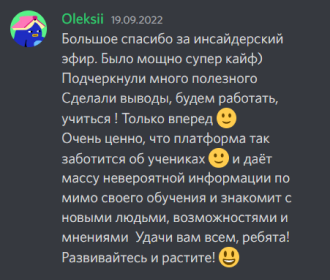 Oleksii 19.09.2022
Большое спасибо за инсайдерский
эфир. Было мощно супер кайф)
Подчеркнули много полезного
Сделали выводы, будем работать,
учиться ! Только вперед 🙂
Очень ценно, что платформа так
заботится об учениках 🙂 и даёт
массу невероятной информации по
мимо своего обучения и знакомит с
новыми людьми, возможностями и
мнениями Удачи вам всем, ребята!
Развивайтесь и растите! 😃